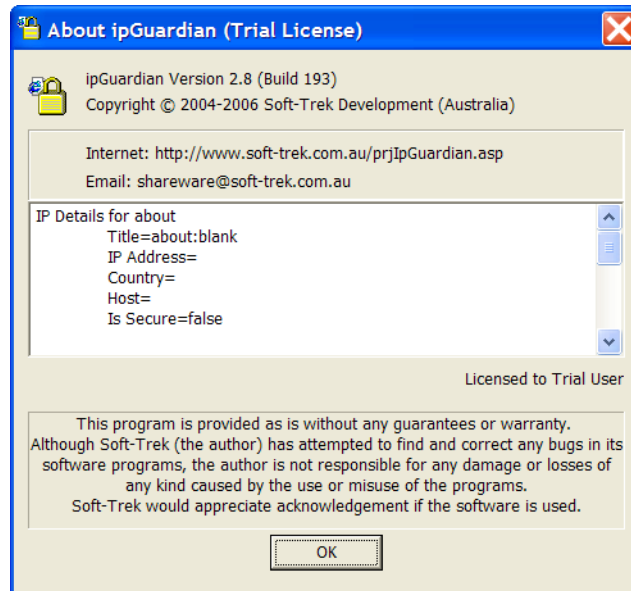 About ipGuardian (Trial License)
ipGuardian Version 2.8 (Build 193)
Copyright © 2004-2006 Soft-Trek Development (Australia)
Internet: http://www.soft-trek.com.au/prjIpGuardian.asp
Email: shareware@soft-trek.com.au
IP Details for about
Title=about:blank
IP Address=
Country=
Host=
Is Secure=false
Licensed to Trial User
This program is provided as is without any guarantees or warranty.
Although Soft-Trek (the author) has attempted to find and correct any bugs in its
software programs, the author is not responsible for any damage or losses of
any kind caused by the use or misuse of the programs.
Soft-Trek would appreciate acknowledgement if the software is used.
OK